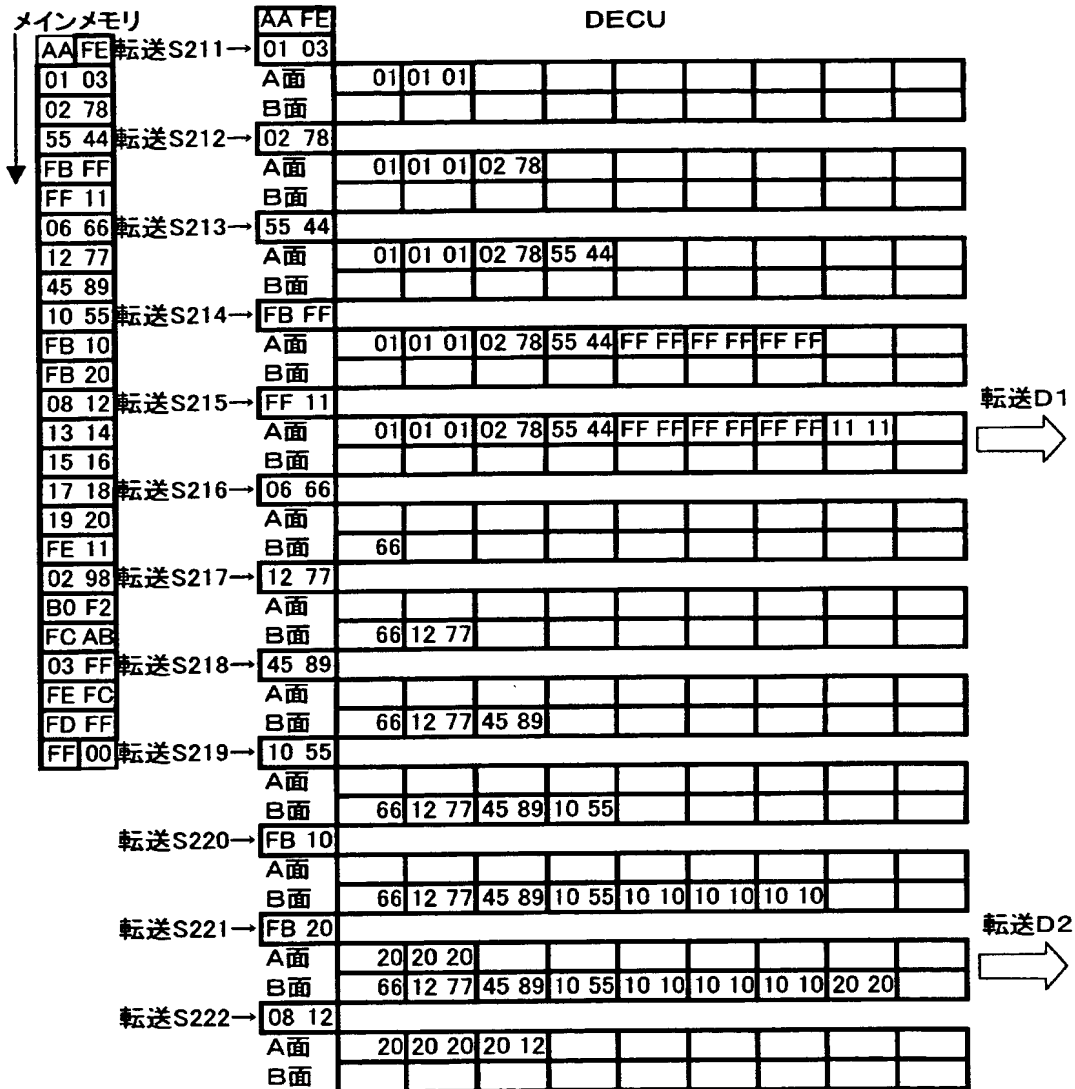 メインメモリ
AA FE
01 03
02 78
55 44
FB FF
FF 11
06 66
12 77
45 89
10 55
FB 10
FB 20
08 12
13 14
15 16
17 18
19 20
FE 11
02 98
B0 F2
FC AB
03 FF
FE FC
FD FF
FF 00
DECU
AA FE
転送S211→ 01 03
A面 01 01 01
B面
転送S212→ 02 78
A面 01 01 01 02 78
B面
転送S213→ 55 44
A面 01 01 01 02 78 55 44
B面
転送S214→ FB FF
A面 01 01 01 02 78 55 44 FF FF FF FF FF FF
B面
転送S215→ FF 11
A面 01 01 01 02 78 55 44 FF FF FF FF FF FF 11 11
B面
転送D1
転送S216→ 06 66
A面
B面 66
転送S217→ 12 77
A面
B面 66 12 77
転送S218→ 45 89
A面
B面 66 12 77 45 89
転送S219→ 10 55
A面
B面 66 12 77 45 89 10 55
転送S220→ FB 10
A面
B面 66 12 77 45 89 10 55 10 10 10 10 10 10
転送S221→ FB 20
A面 20 20 20
B面 66 12 77 45 89 10 55 10 10 10 10 10 10 20 20
転送D2
転送S222→ 08 12
A面 20 20 20 20 12
B面